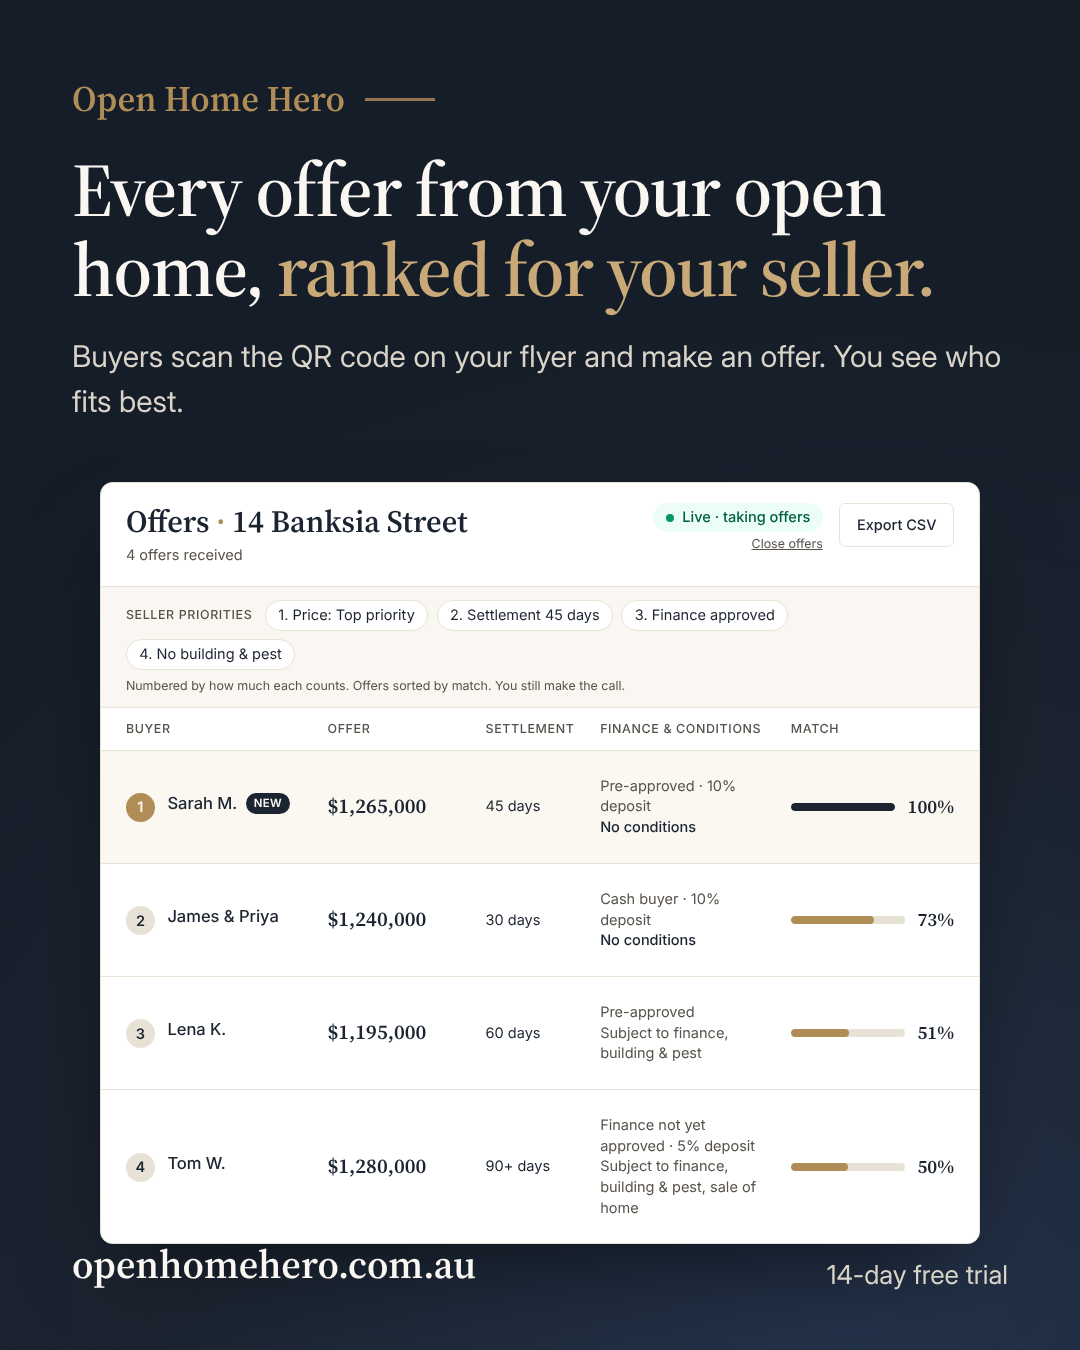 Open Home Hero
Every offer from your open
home, ranked for your seller.
Buyers scan the QR code on your flyer and make an offer. You see who
fits best.
Offers · 14 Banksia Street
4 offers received
Live · taking offers
Close offers
Export CSV
SELLER PRIORITIES
1. Price: Top priority
2. Settlement 45 days
3. Finance approved
4. No building & pest
Numbered by how much each counts. Offers sorted by match. You still make the call.
BUYER OFFER SETTLEMENT FINANCE & CONDITIONS MATCH
1 Sarah M. NEW $1,265,000 45 days
Pre-approved · 10%
deposit
No conditions
100%
2 James & Priya $1,240,000 30 days
Cash buyer · 10%
deposit
No conditions
73%
3 Lena K. $1,195,000 60 days
Pre-approved
Subject to finance,
building & pest
51%
4 Tom W. $1,280,000 90+ days
Finance not yet
approved · 5% deposit
Subject to finance,
building & pest, sale of
home
50%
openhomehero.com.au
14-day free trial